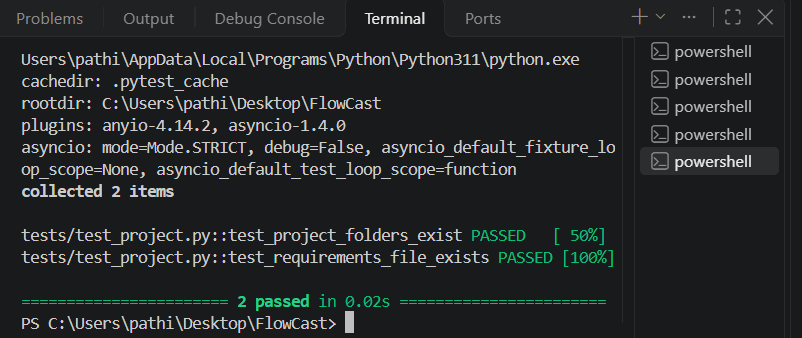 Problems Output Debug Console Terminal Ports
Users\pathi\AppData\Local\Programs\Python\Python311\python.exe
cachedir: .pytest_cache
rootdir: C:\Users\pathi\Desktop\FlowCast
plugins: anyio-4.14.2, asyncio-1.4.0
asyncio: mode=Mode.STRICT, debug=False, asyncio_default_fixture_lo
op_scope=None, asyncio_default_test_loop_scope=function
collected 2 items
tests/test_project.py::test_project_folders_exist PASSED [ 50%]
tests/test_project.py::test_requirements_file_exists PASSED [100%]
======================= 2 passed in 0.02s =======================
PS C:\Users\pathi\Desktop\FlowCast>
powershell
powershell
powershell
powershell
powershell